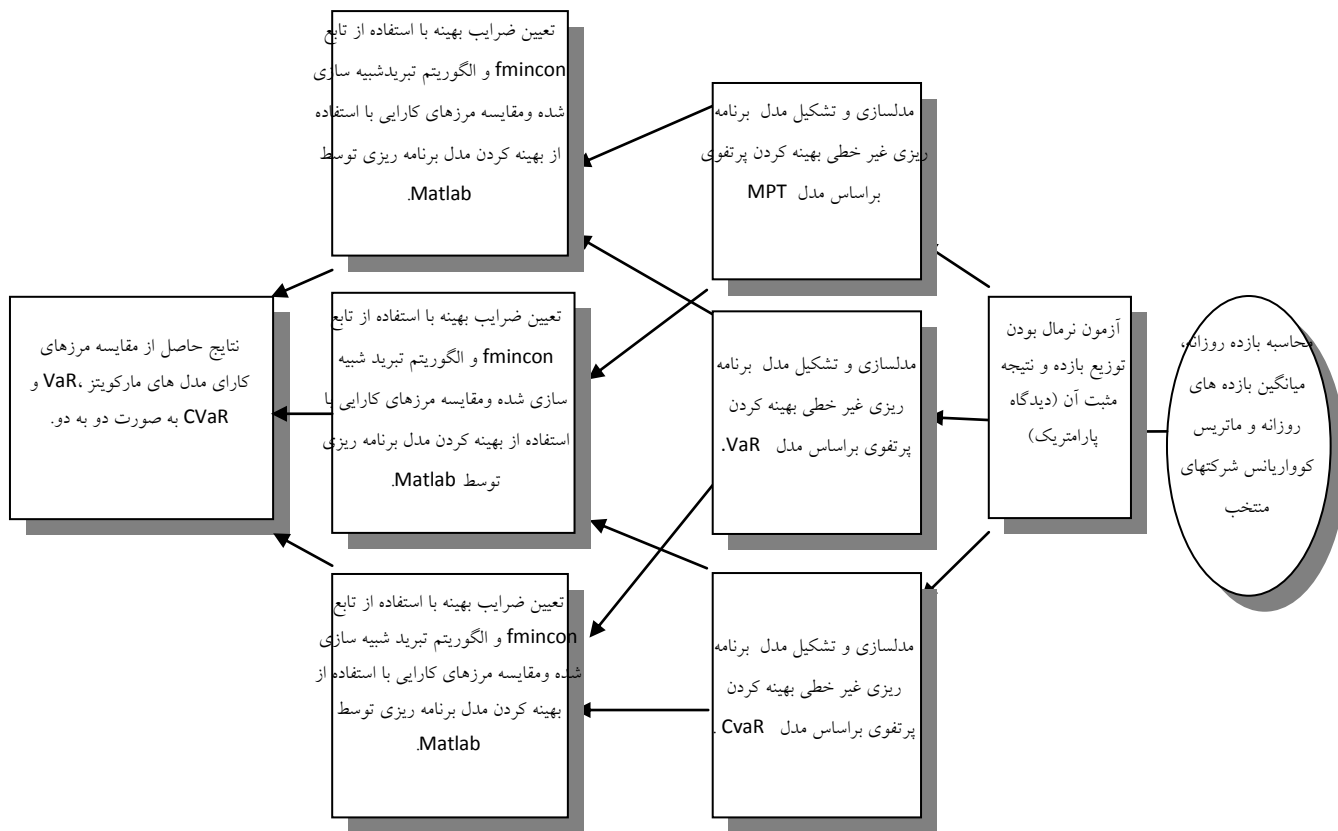 محاسبه بازده روزانه،
میانگین بازده های
روزانه و ماتریس
کوواریانس شرکتهای
منتخب
آزمون نرمال بودن
توزیع بازده و نتیجه
مثبت آن (دیدگاه
پارامتریک)
مدلسازی و تشکیل مدل برنامه
ریزی غیر خطی بهینه کردن پرتفوی
براساس مدل MPT
مدلسازی و تشکیل مدل برنامه
ریزی غیر خطی بهینه کردن
پرتفوی براساس مدل VaR.
مدلسازی و تشکیل مدل برنامه
ریزی غیر خطی بهینه کردن
پرتفوی براساس مدل CvaR .
تعیین ضرایب بهینه با استفاده از تابع
fmincon و الگوریتم تبریدشبیه سازی
شده ومقایسه مرزهای کارایی با استفاده
از بهینه کردن مدل برنامه ریزی توسط
Matlab.
تعیین ضرایب بهینه با استفاده از تابع
fmincon و الگوریتم تبرید شبیه
سازی شده ومقایسه مرزهای کارایی با
استفاده از بهینه کردن مدل برنامه ریزی
توسط Matlab.
تعیین ضرایب بهینه با استفاده از تابع
fmincon و الگوریتم تبرید شبیه سازی
شده ومقایسه مرزهای کارایی با استفاده از
بهینه کردن مدل برنامه ریزی توسط
Matlab.
نتایج حاصل از مقایسه مرزهای
کارای مدل های مارکویتز ،VaR و
CVaR به صورت دو به دو.